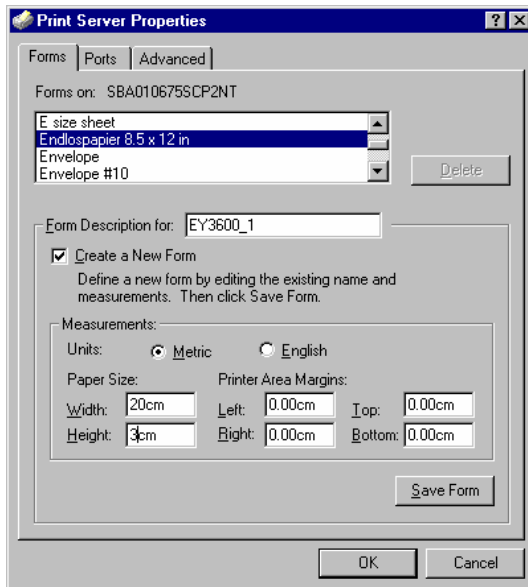 Print Server Properties
Forms Ports Advanced
Forms on: SBA010675SCP2NT
E size sheet
Endlospapier 8.5 x 12 in
Envelope
Envelope #10
Delete
Form Description for: EY3600_1
Create a New Form
Define a new form by editing the existing name and
measurements. Then click Save Form.
Measurements:
Units: Metric English
Paper Size: Printer Area Margins:
Width: 20cm Left: 0.00cm Top: 0.00cm
Height: 3cm Right: 0.00cm Bottom: 0.00cm
Save Form
OK Cancel